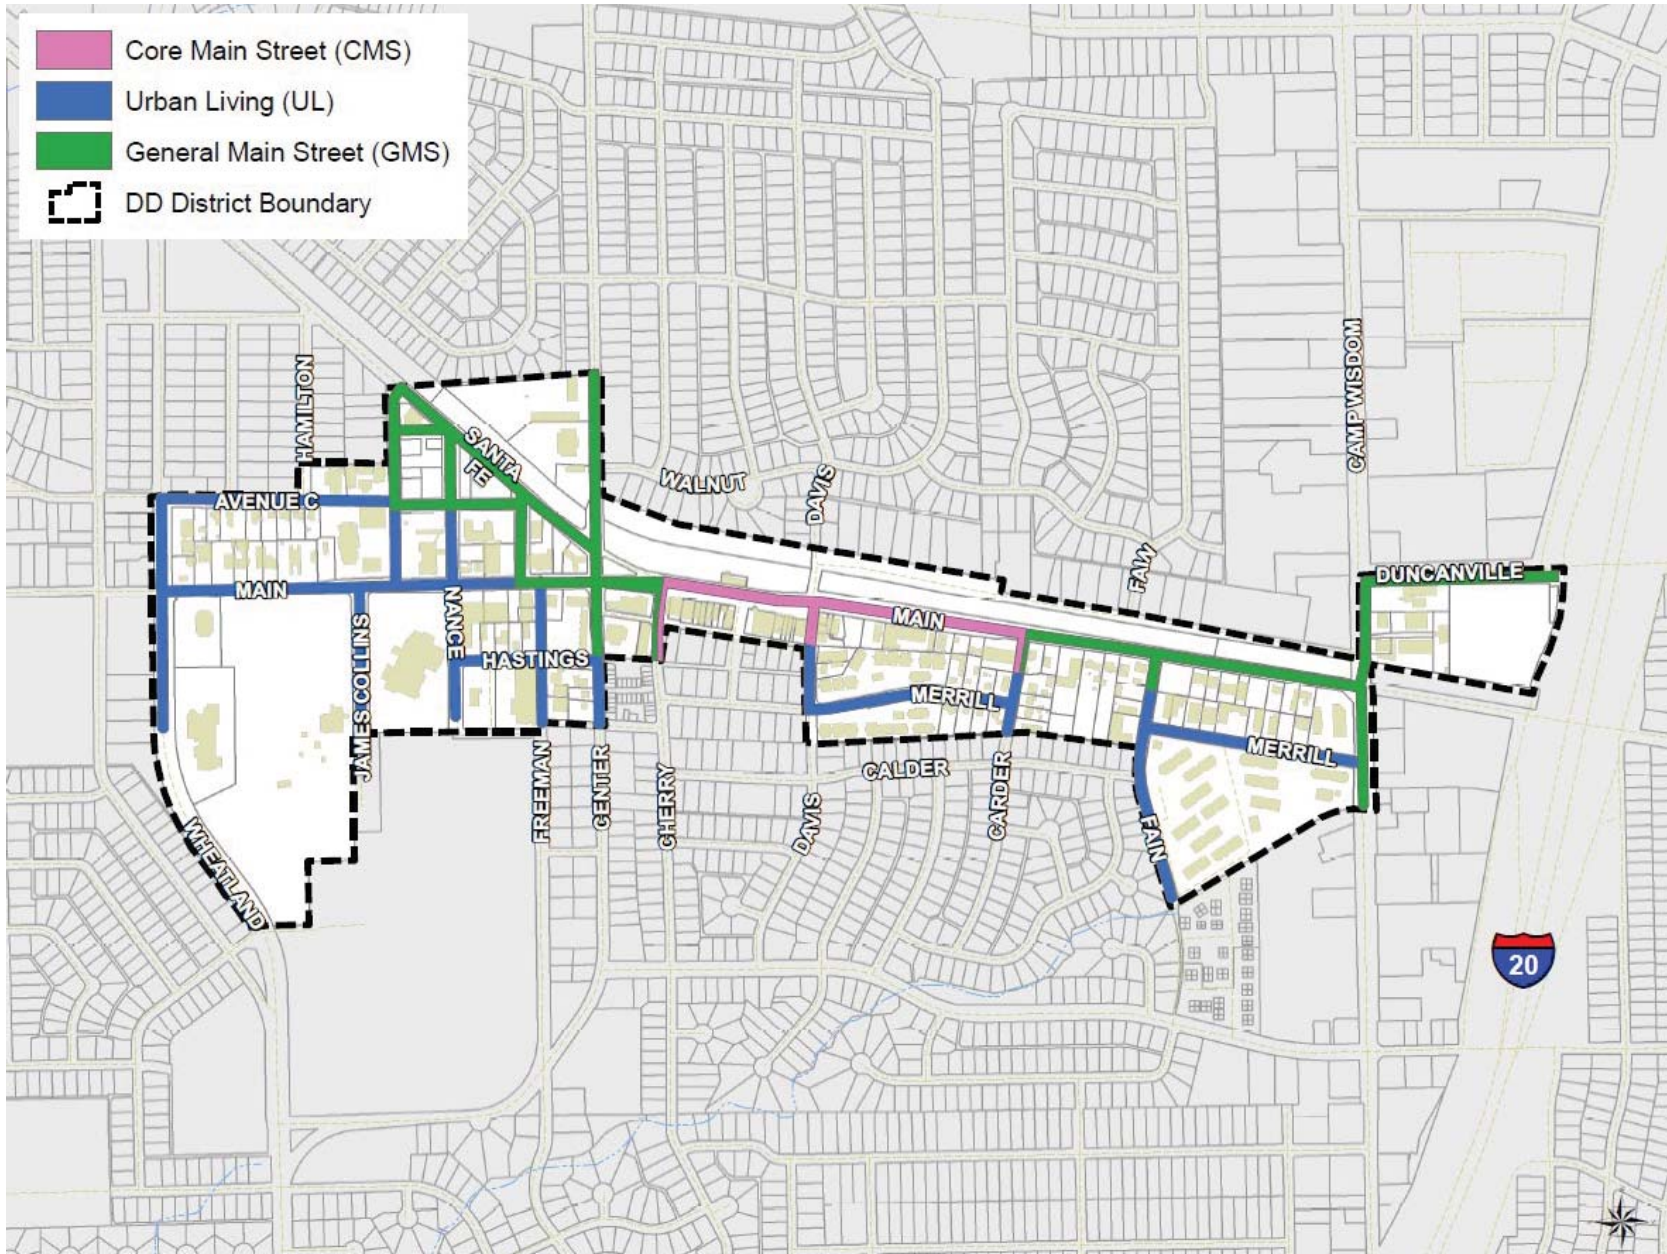 Core Main Street (CMS)
Urban Living (UL)
General Main Street (GMS)
DD District Boundary
HAMILTON
CAMP WISDOM
SANTA
FE
WALNUT
DAVIS
AVENUE C
FAW
DUNCANVILLE
MAIN
NANCE
MAIN
JAMES COLLINS
HASTINGS
MERRILL
MERRILL
FREEMAN
CENTER
CHERRY
CALDER
DAVIS
CARDER
FAIN
WHEATLAND
20